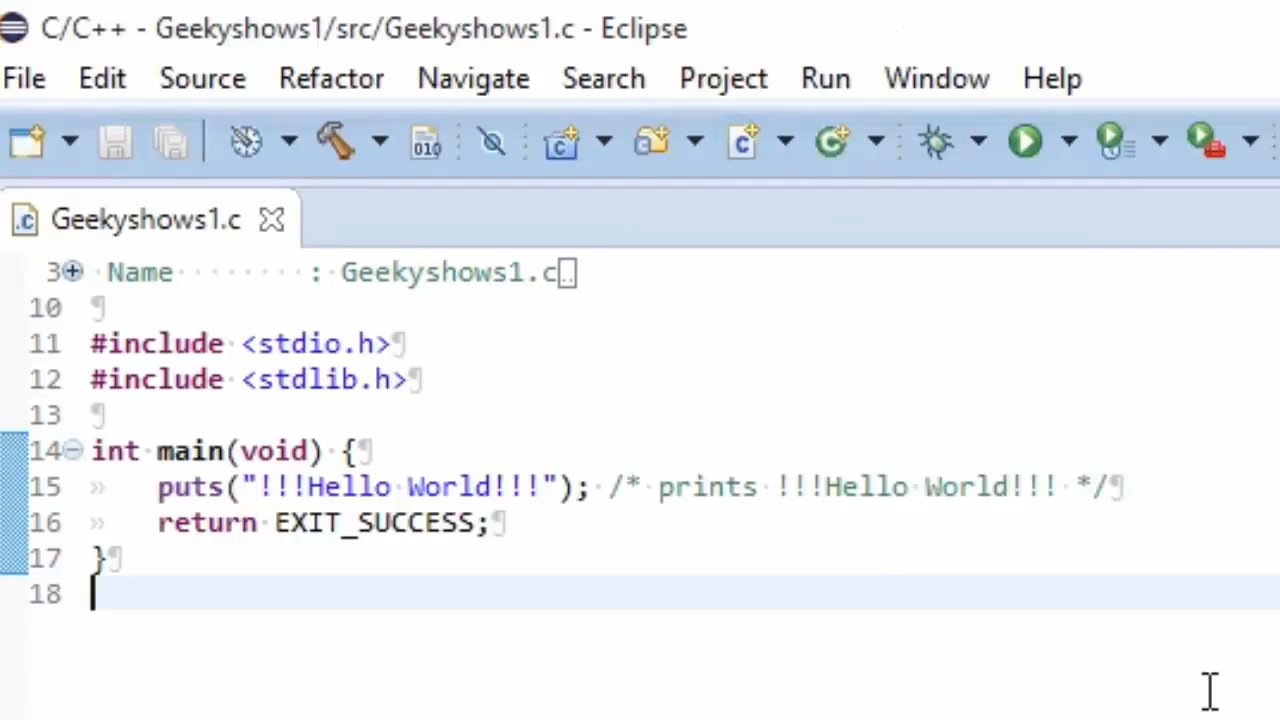 C/C++ - Geekyshows1/src/Geekyshows1.c - Eclipse
File Edit Source Refactor Navigate Search Project Run Window Help
010 C C C
.c Geekyshows1.c
3 Name : Geekyshows1.c..
10 ¶
11 #include <stdio.h>¶
12 #include <stdlib.h>¶
13 ¶
14 int main(void) {¶
15 » puts("!!!Hello World!!!"); /* prints !!!Hello World!!! */¶
16 » return EXIT_SUCCESS;¶
17 }¶
18